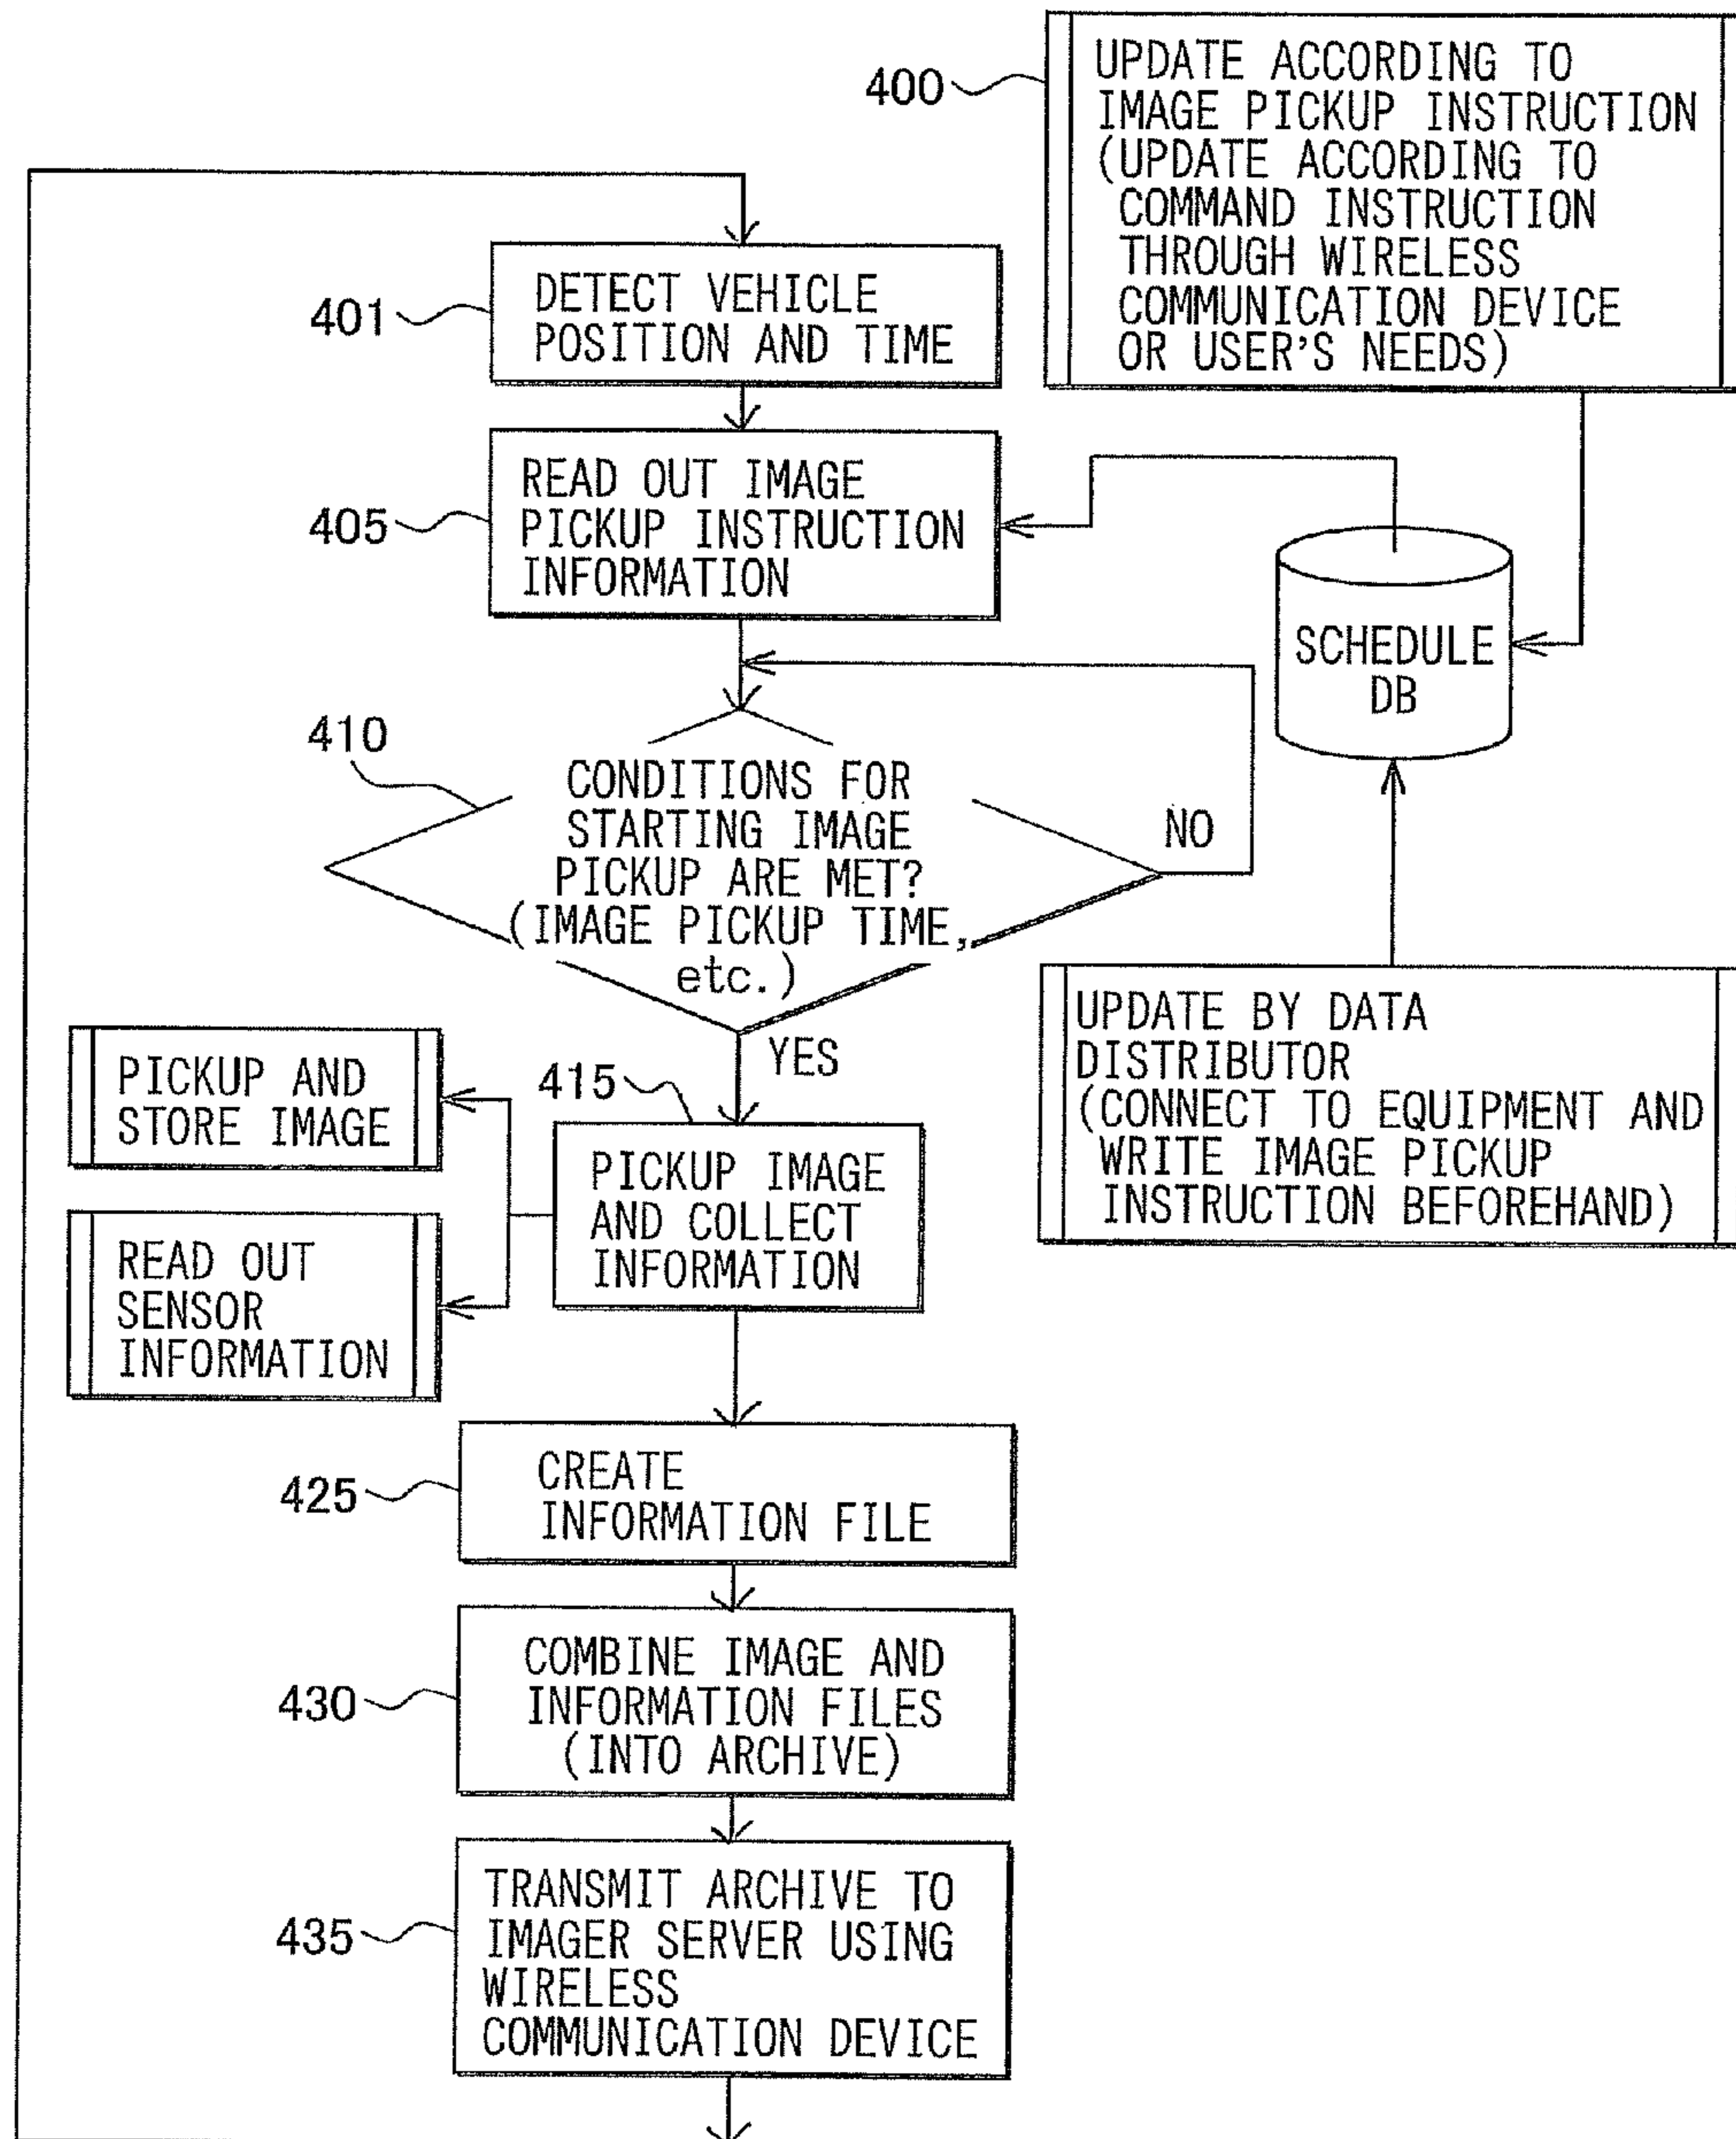 400
UPDATE ACCORDING TO
IMAGE PICKUP INSTRUCTION
(UPDATE ACCORDING TO
COMMAND INSTRUCTION
THROUGH WIRELESS
COMMUNICATION DEVICE
OR USER'S NEEDS)
401
DETECT VEHICLE
POSITION AND TIME
405
READ OUT IMAGE
PICKUP INSTRUCTION
INFORMATION
SCHEDULE
DB
410
CONDITIONS FOR
STARTING IMAGE
PICKUP ARE MET?
(IMAGE PICKUP TIME,
etc.)
NO
YES
UPDATE BY DATA
DISTRIBUTOR
(CONNECT TO EQUIPMENT AND
WRITE IMAGE PICKUP
INSTRUCTION BEFOREHAND)
415
PICKUP IMAGE
AND COLLECT
INFORMATION
PICKUP AND
STORE IMAGE
READ OUT
SENSOR
INFORMATION
425
CREATE
INFORMATION FILE
430
COMBINE IMAGE AND
INFORMATION FILES
(INTO ARCHIVE)
435
TRANSMIT ARCHIVE TO
IMAGER SERVER USING
WIRELESS
COMMUNICATION DEVICE